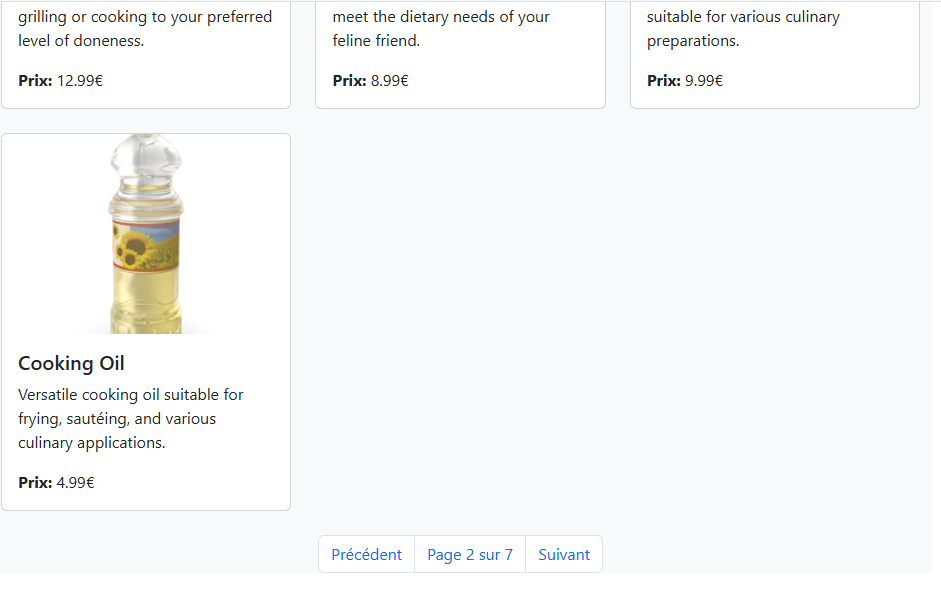 grilling or cooking to your preferred
level of doneness.
Prix: 12.99€
meet the dietary needs of your
feline friend.
Prix: 8.99€
suitable for various culinary
preparations.
Prix: 9.99€
Cooking Oil
Versatile cooking oil suitable for
frying, sautéing, and various
culinary applications.
Prix: 4.99€
Précédent
Page 2 sur 7
Suivant